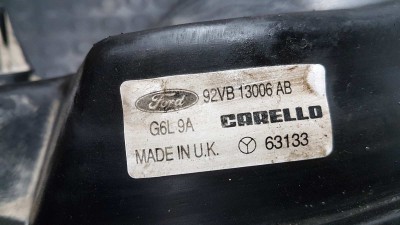 Ford 92VB 13006 AB
G6L 9A CARELLO
MADE IN U.K. 63133